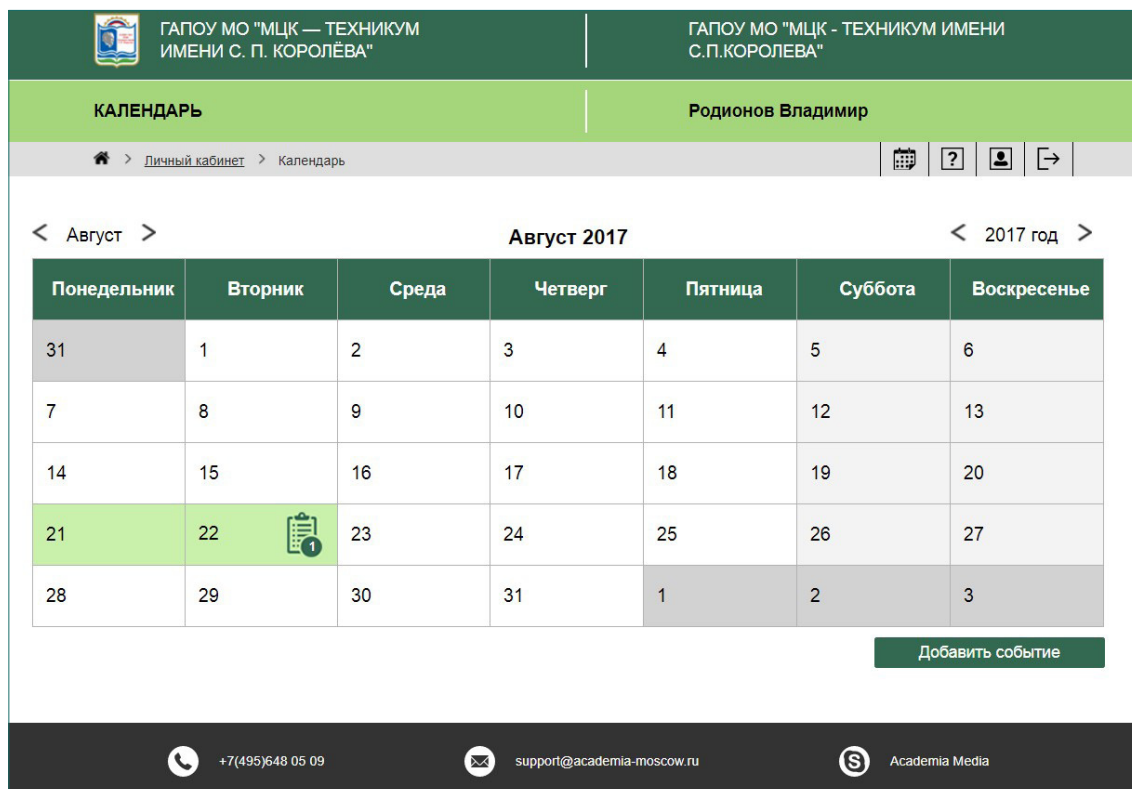 ГАПОУ МО "МЦК — ТЕХНИКУМ
ИМЕНИ С. П. КОРОЛЁВА"
ГАПОУ МО "МЦК - ТЕХНИКУМ ИМЕНИ
С.П.КОРОЛЕВА"
КАЛЕНДАРЬ
Родионов Владимир
> Личный кабинет > Календарь
?
< Август >
Август 2017
< 2017 год >
Понедельник Вторник Среда Четверг Пятница Суббота Воскресенье
31 1 2 3 4 5 6
7 8 9 10 11 12 13
14 15 16 17 18 19 20
21 22 1 23 24 25 26 27
28 29 30 31 1 2 3
Добавить событие
+7(495)648 05 09
support@academia-moscow.ru
S Academia Media